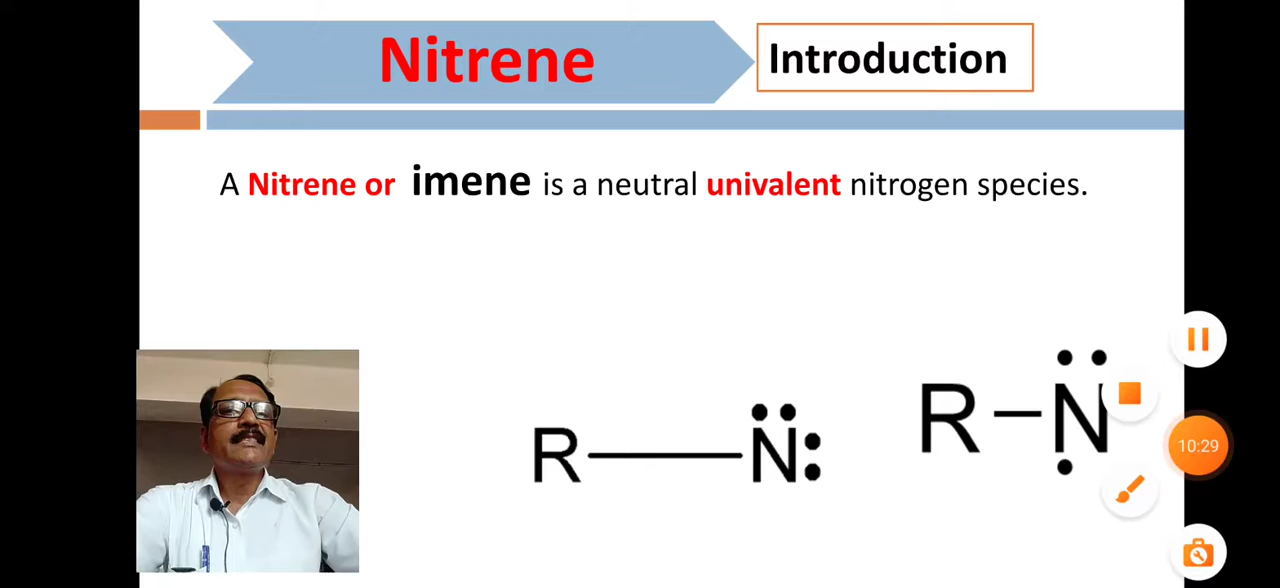 Nitrene
Introduction
A Nitrene or imene is a neutral univalent nitrogen species.
R N
R N
10:29